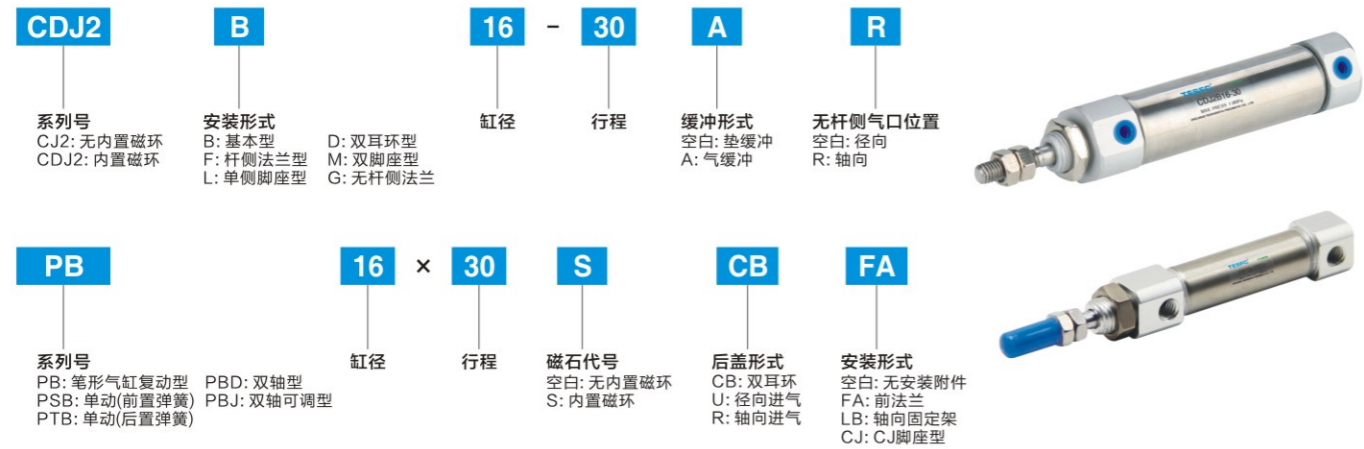 CDJ2 B 16 - 30 A R
系列号
CJ2: 无内置磁环
CDJ2: 内置磁环
安装形式
B: 基本型 D: 双耳环型
F: 杆侧法兰型 M: 双脚座型
L: 单侧脚座型 G: 无杆侧法兰
缸径
行程
缓冲形式
空白: 垫缓冲
A: 气缓冲
无杆侧气口位置
空白: 径向
R: 轴向
TESFC
CDJ2B16-30
PB 16 × 30 S CB FA
系列号
PB: 笔形气缸复动型 PBD: 双轴型
PSB: 单动(前置弹簧) PBJ: 双轴可调型
PTB: 单动(后置弹簧)
缸径
行程
磁石代号
空白: 无内置磁环
S: 内置磁环
后盖形式
CB: 双耳环
U: 径向进气
R: 轴向进气
安装形式
空白: 无安装附件
FA: 前法兰
LB: 轴向固定架
CJ: CJ脚座型
TESFC